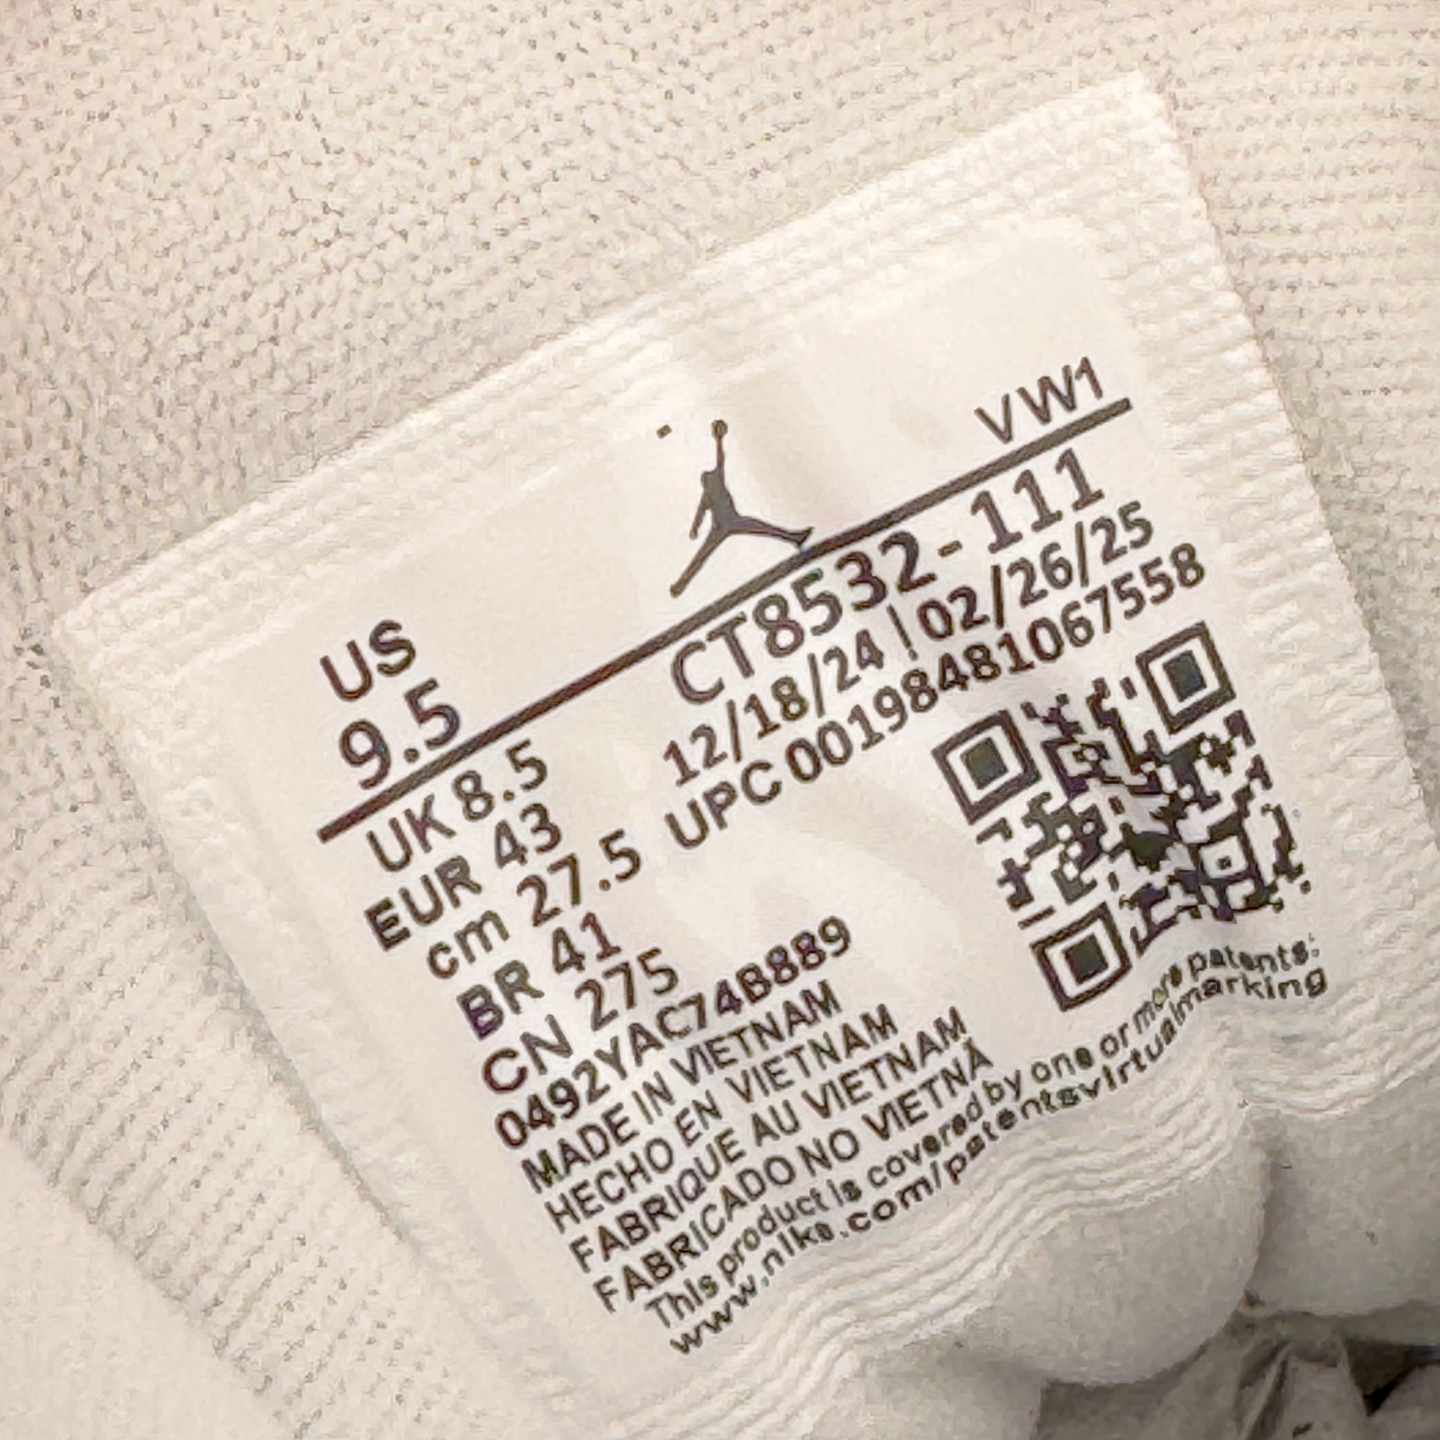 VW1
US
9.5
CT8532-111
12/18/24 | 02/26/25
UPC 00198481067558
UK 8.5
EUR 43
cm 27.5
BR 41
CN 275
0492YAC74B889
MADE IN VIETNAM
HECHO EN VIETNAM
FABRIQUE AU VIETNAM
FABRICADO NO VIETNÃ
This product is covered by one or more patents:
www.nike.com/patentsvirtualmarking